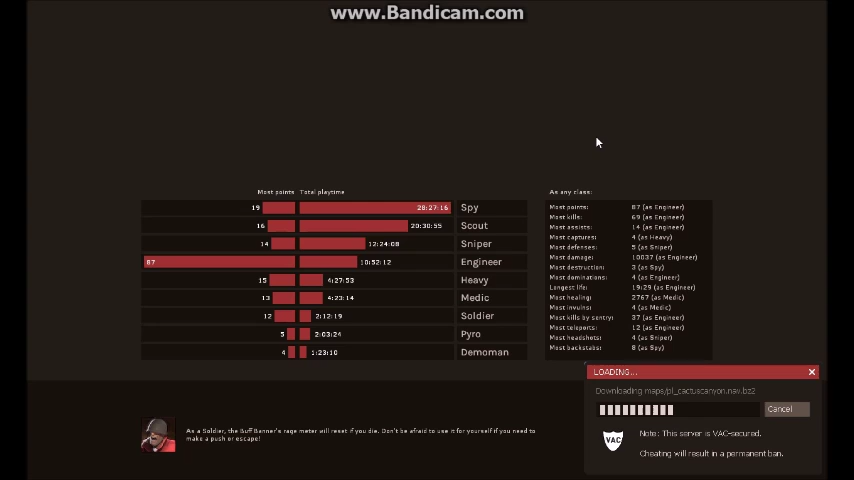 www.Bandicam.com
Most points Total playtime
19 28:27:16 Spy
16 20:30:55 Scout
14 12:24:08 Sniper
87 10:52:12 Engineer
15 4:27:53 Heavy
13 4:23:14 Medic
12 2:12:19 Soldier
5 2:03:24 Pyro
4 1:23:10 Demoman
As any class:
Most points: 87 (as Engineer)
Most kills: 69 (as Engineer)
Most assists: 14 (as Engineer)
Most captures: 4 (as Heavy)
Most defenses: 5 (as Sniper)
Most damage: 10037 (as Engineer)
Most destruction: 3 (as Spy)
Most dominations: 4 (as Engineer)
Longest life: 19:29 (as Engineer)
Most healing: 2767 (as Medic)
Most invulns: 4 (as Medic)
Most kills by sentry: 37 (as Engineer)
Most teleports: 12 (as Engineer)
Most headshots: 4 (as Sniper)
Most backstabs: 8 (as Spy)
LOADING...
Downloading maps/pl_cactuscanyon.nav.bz2
Cancel
VAC
Note: This server is VAC-secured.
Cheating will result in a permanent ban.
As a Soldier, the Buff Banner's rage meter will reset if you die. Don't be afraid to use it for yourself if you need to
make a push or escape!